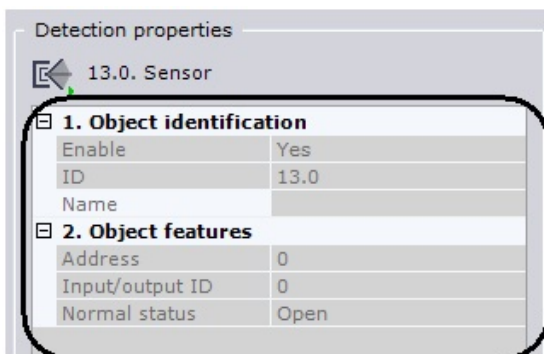 Detection properties
13.0. Sensor
1. Object identification
Enable Yes
ID 13.0
Name
2. Object features
Address 0
Input/output ID 0
Normal status Open